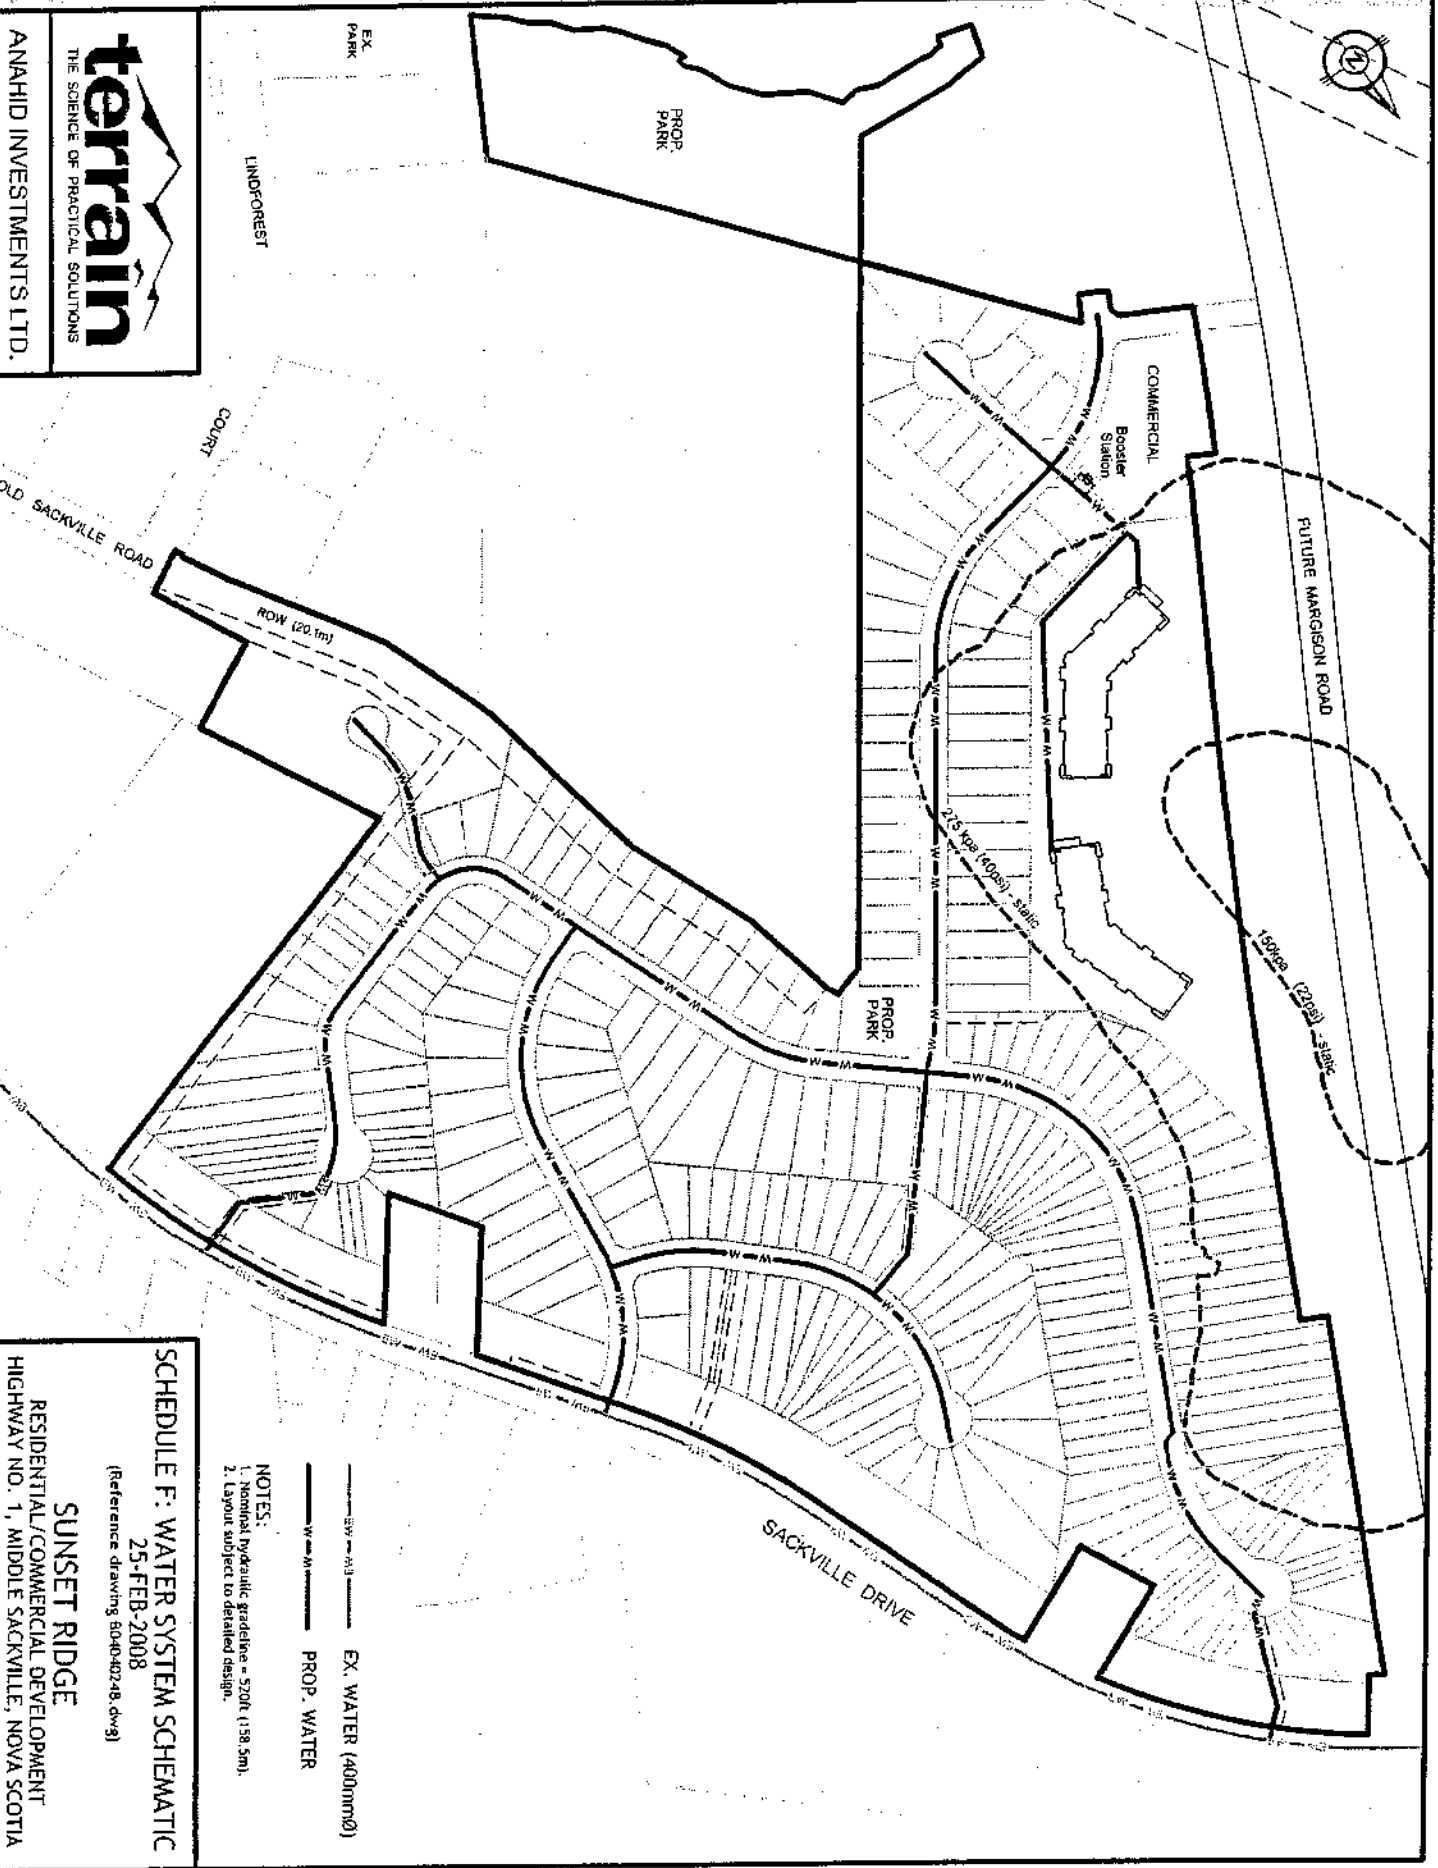 EX.
PARK
PROP.
PARK
LINDFOREST
COURT
OLD SACKVILLE ROAD
ROW (20.1m)
COMMERCIAL
Booster
Station
FUTURE MARGISON ROAD
275 kpa (40psi) - static
150kpa (22psi) - static
PROP
PARK
SACKVILLE DRIVE
EX. WATER (400mmØ)
PROP. WATER
NOTES:
1. Nominal hydraulic gradeline = 520ft (158.5m).
2. Layout subject to detailed design.
terrain
THE SCIENCE OF PRACTICAL SOLUTIONS
ANAHID INVESTMENTS LTD.
SCHEDULE F: WATER SYSTEM SCHEMATIC
25-FEB-2008
(Reference drawing 60404024B.dwg)
SUNSET RIDGE
RESIDENTIAL/COMMERCIAL DEVELOPMENT
HIGHWAY NO. 1, MIDDLE SACKVILLE, NOVA SCOTIA